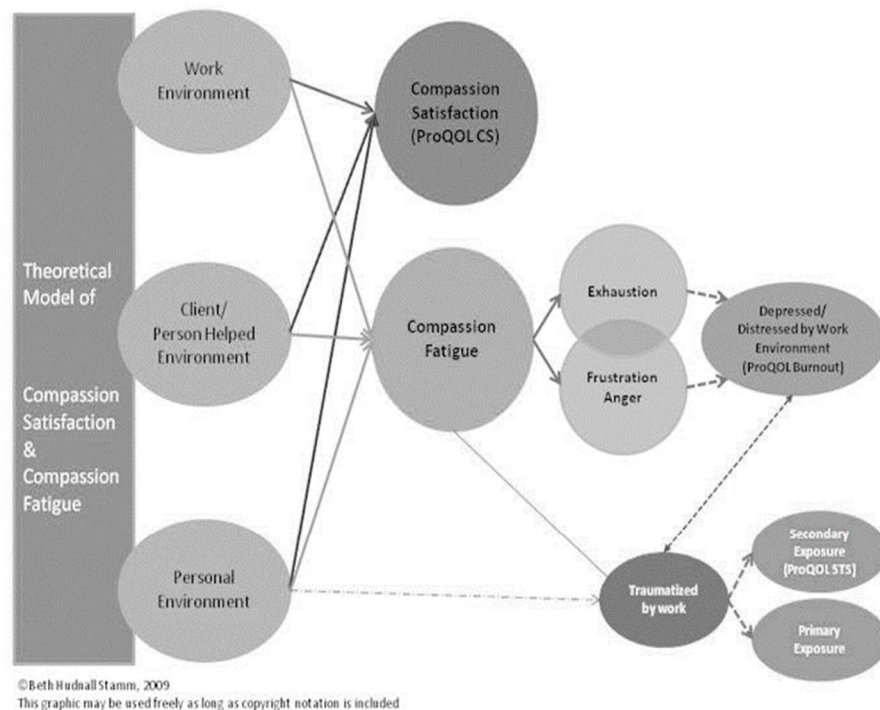 Theoretical
Model of
Compassion
Satisfaction
&
Compassion
Fatigue
Work
Environment
Client/
Person Helped
Environment
Personal
Environment
Compassion
Satisfaction
(ProQOL CS)
Compassion
Fatigue
Exhaustion
Frustration
Anger
Depressed/
Distressed by Work
Environment
(ProQOL Burnout)
Traumatized
by work
Secondary
Exposure
(ProQOL STS)
Primary
Exposure
©Beth Hudnall Stamm, 2009
This graphic may be used freely as long as copyright notation is included